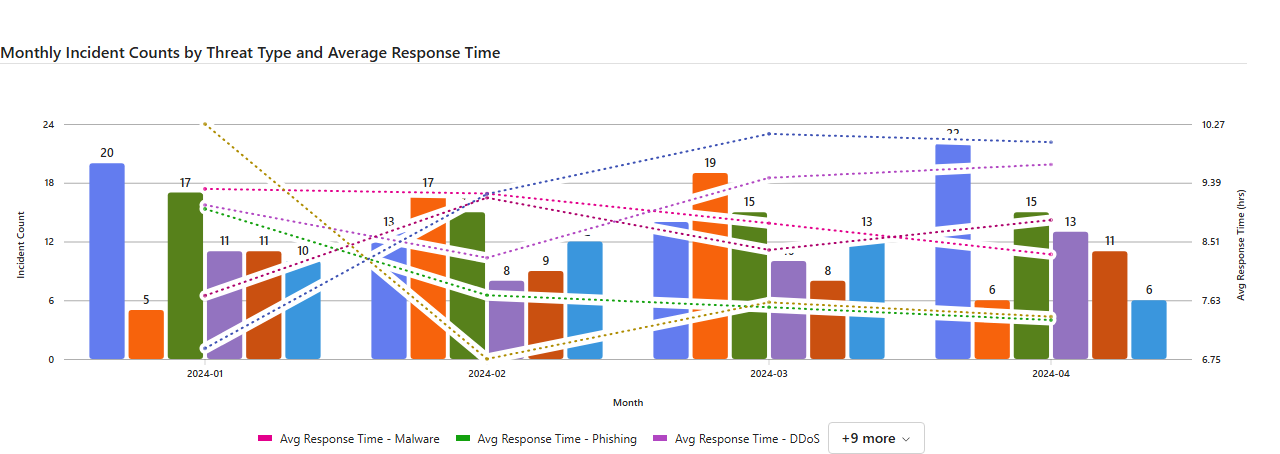 Monthly Incident Counts by Threat Type and Average Response Time
24 10.27
22
20
19
18 17 17 9.39
15 15
13 13 13
12 11 11 11 8.51
10
9
8 8
6 5 6 6 7.63
0 6.75
2024-01 2024-02 2024-03 2024-04
Incident Count
Avg Response Time (hrs)
Month
Avg Response Time - Malware Avg Response Time - Phishing Avg Response Time - DDoS +9 more